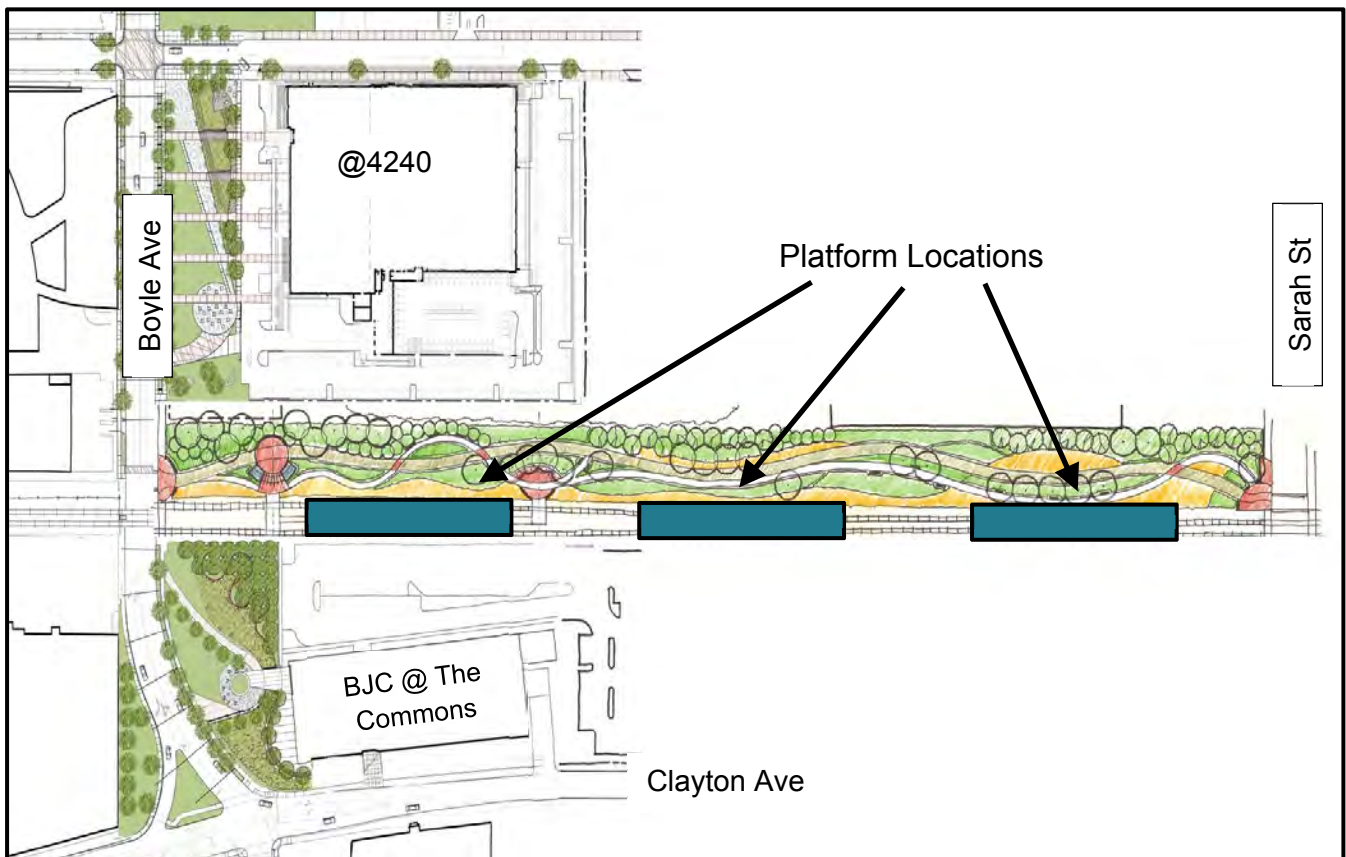 @4240
Boyle Ave
Platform Locations
Sarah St
BJC @ The
Commons
Clayton Ave